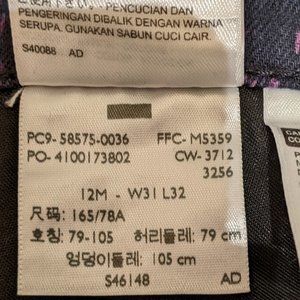 PENCUCIAN DAN
PENGERINGAN DIBALIK DENGAN WARNA
SERUPA. GUNAKAN SABUN CUCI CAIR.
S40088 AD
PC9- 58575-0036 FFC- M5359
PO- 4100173802 CW- 3712
3256
12M - W31 L32
尺码: 165/78A
호칭: 79-105 허리둘레: 79 cm
엉덩이둘레: 105 cm
S46148 AD